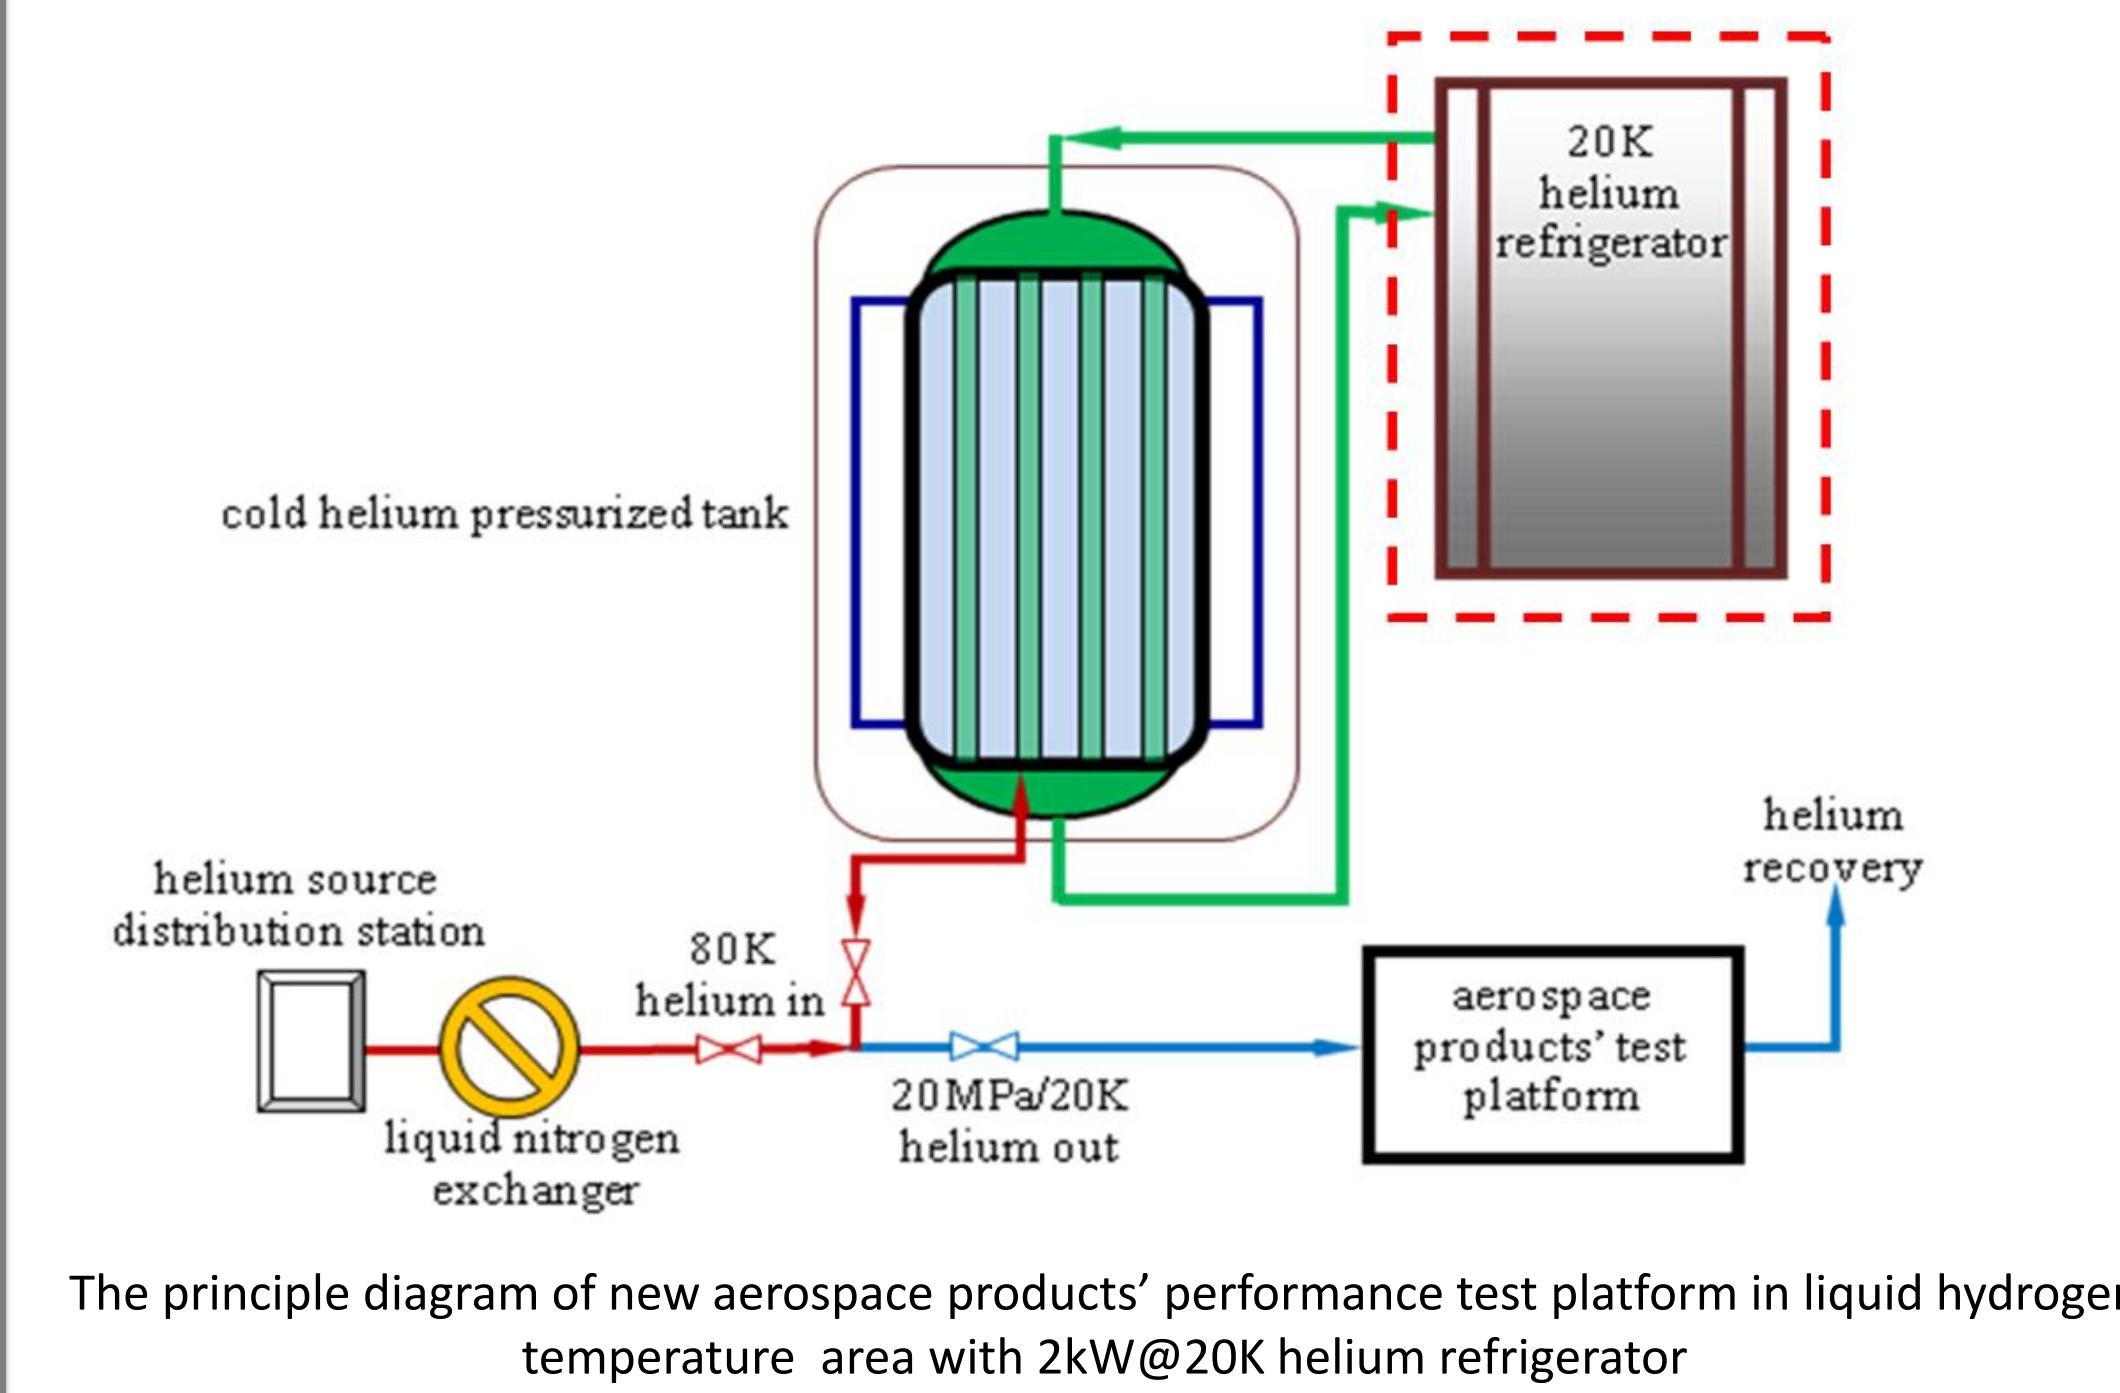 20K
helium
refrigerator
cold helium pressurized tank
helium
recovery
helium source
distribution station
80K
helium in
aerospace
products’ test
platform
20MPa/20K
helium out
liquid nitrogen
exchanger
The principle diagram of new aerospace products’ performance test platform in liquid hydrogen
temperature  area with 2kW@20K helium refrigerator